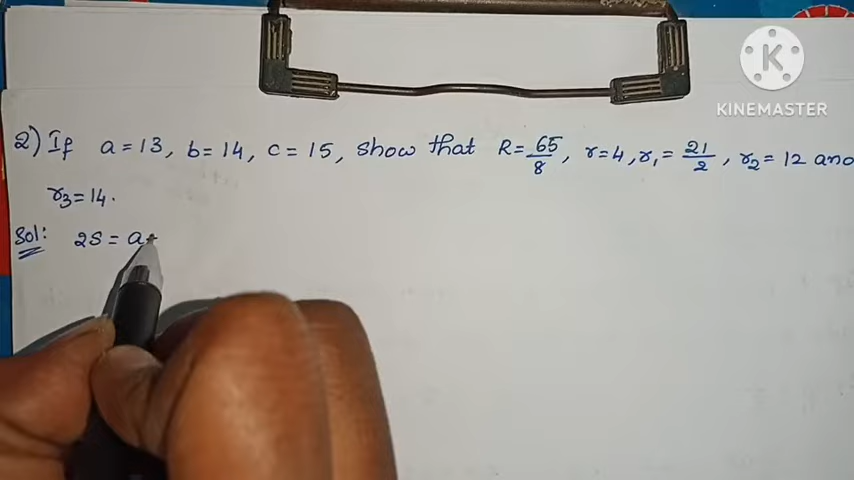 KINEMASTER
2) If a = 13, b = 14, c = 15, show that R = 65/8, r = 4, r₁ = 21/2, r₂ = 12 and
r₃ = 14.
Sol: 2S = a+